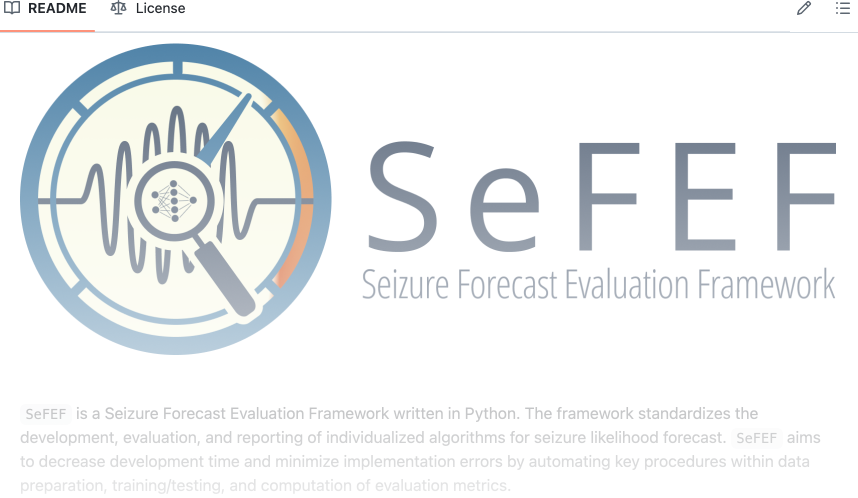 README License
SeFEF
Seizure Forecast Evaluation Framework
SeFEF is a Seizure Forecast Evaluation Framework written in Python. The framework standardizes the
development, evaluation, and reporting of individualized algorithms for seizure likelihood forecast. SeFEF aims
to decrease development time and minimize implementation errors by automating key procedures within data
preparation, training/testing, and computation of evaluation metrics.